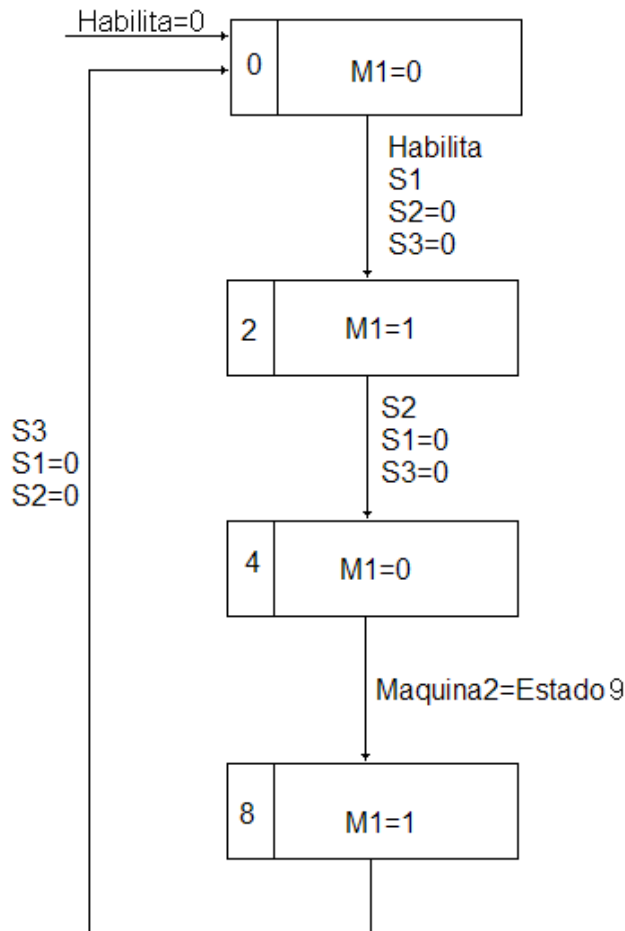 Habilita=0
0
M1=0
Habilita
S1
S2=0
S3=0
2
M1=1
S2
S1=0
S3=0
S3
S1=0
S2=0
4
M1=0
Maquina2=Estado 9
8
M1=1